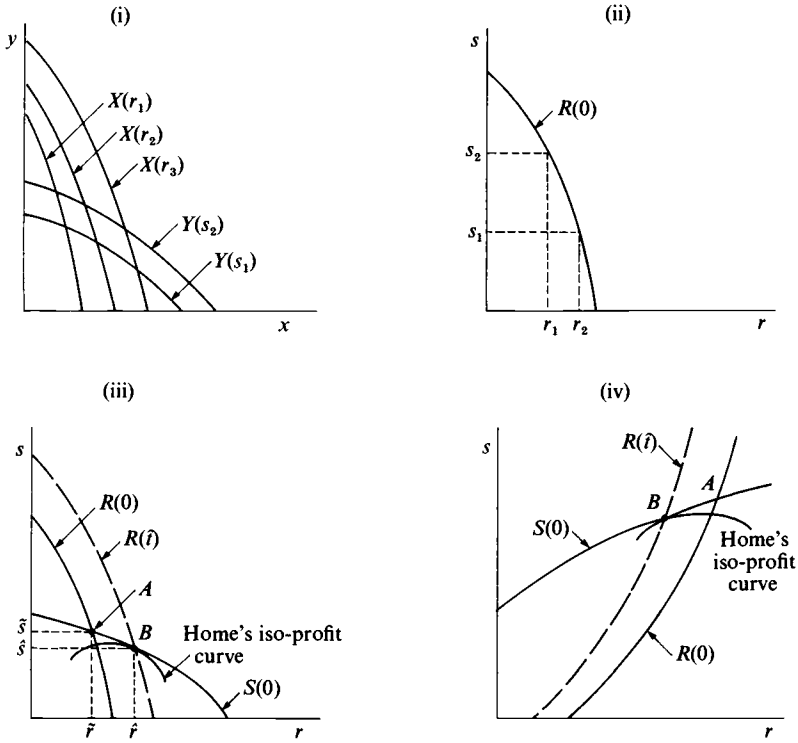 (i)
y
X(r₁)
X(r₂)
X(r₃)
Y(s₂)
Y(s₁)
x
(ii)
s
R(0)
s₂
s₁
r₁ r₂ r
(iii)
s
R(0)
R(t̂)
A
s̃
B
ŝ
Home's iso-profit
curve
S(0)
r̃ r̂ r
(iv)
s
R(t̂)
A
B
S(0)
Home's
iso-profit
curve
R(0)
r